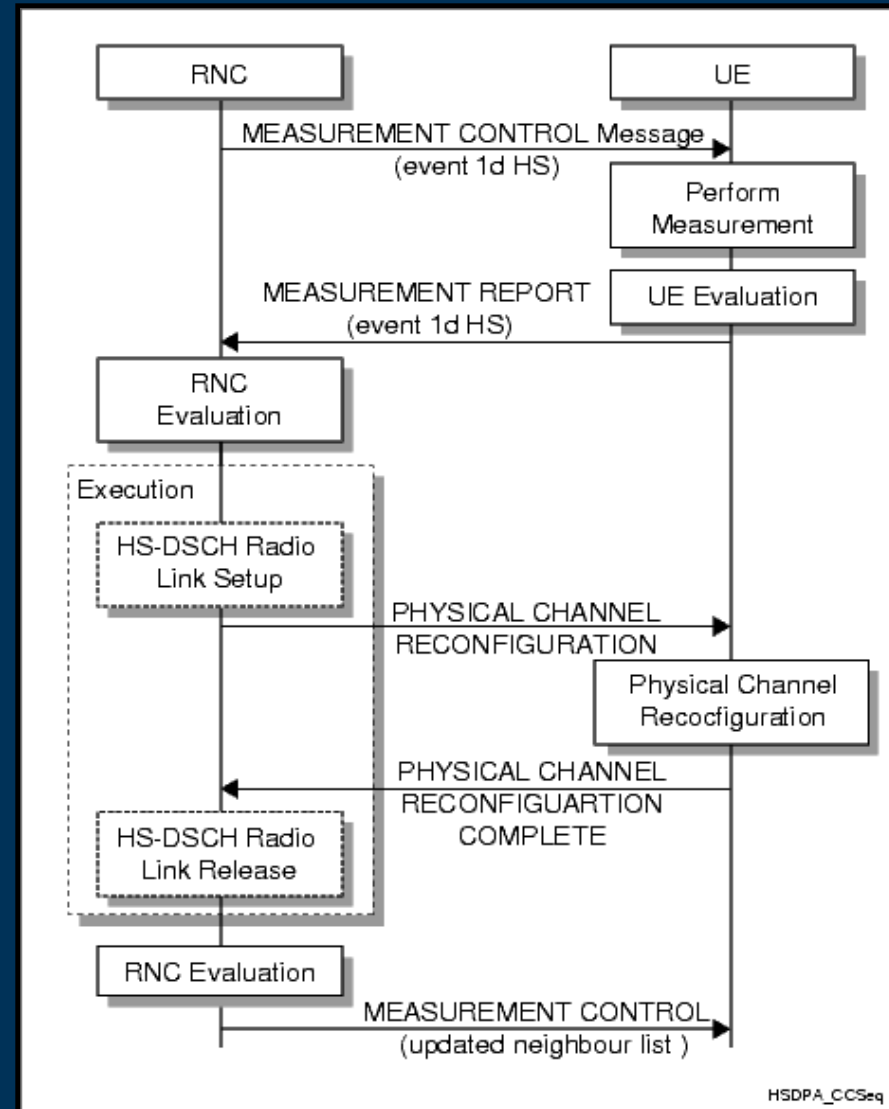 RNC
UE
MEASUREMENT CONTROL Message
(event 1d HS)
Perform
Measurement
UE Evaluation
MEASUREMENT REPORT
(event 1d HS)
RNC
Evaluation
Execution
HS-DSCH Radio
Link Setup
PHYSICAL CHANNEL
RECONFIGURATION
Physical Channel
Recocfiguration
PHYSICAL CHANNEL
RECONFIGUARTION
COMPLETE
HS-DSCH Radio
Link Release
RNC Evaluation
MEASUREMENT CONTROL
(updated neighbour list )
HSDPA_CCSeq